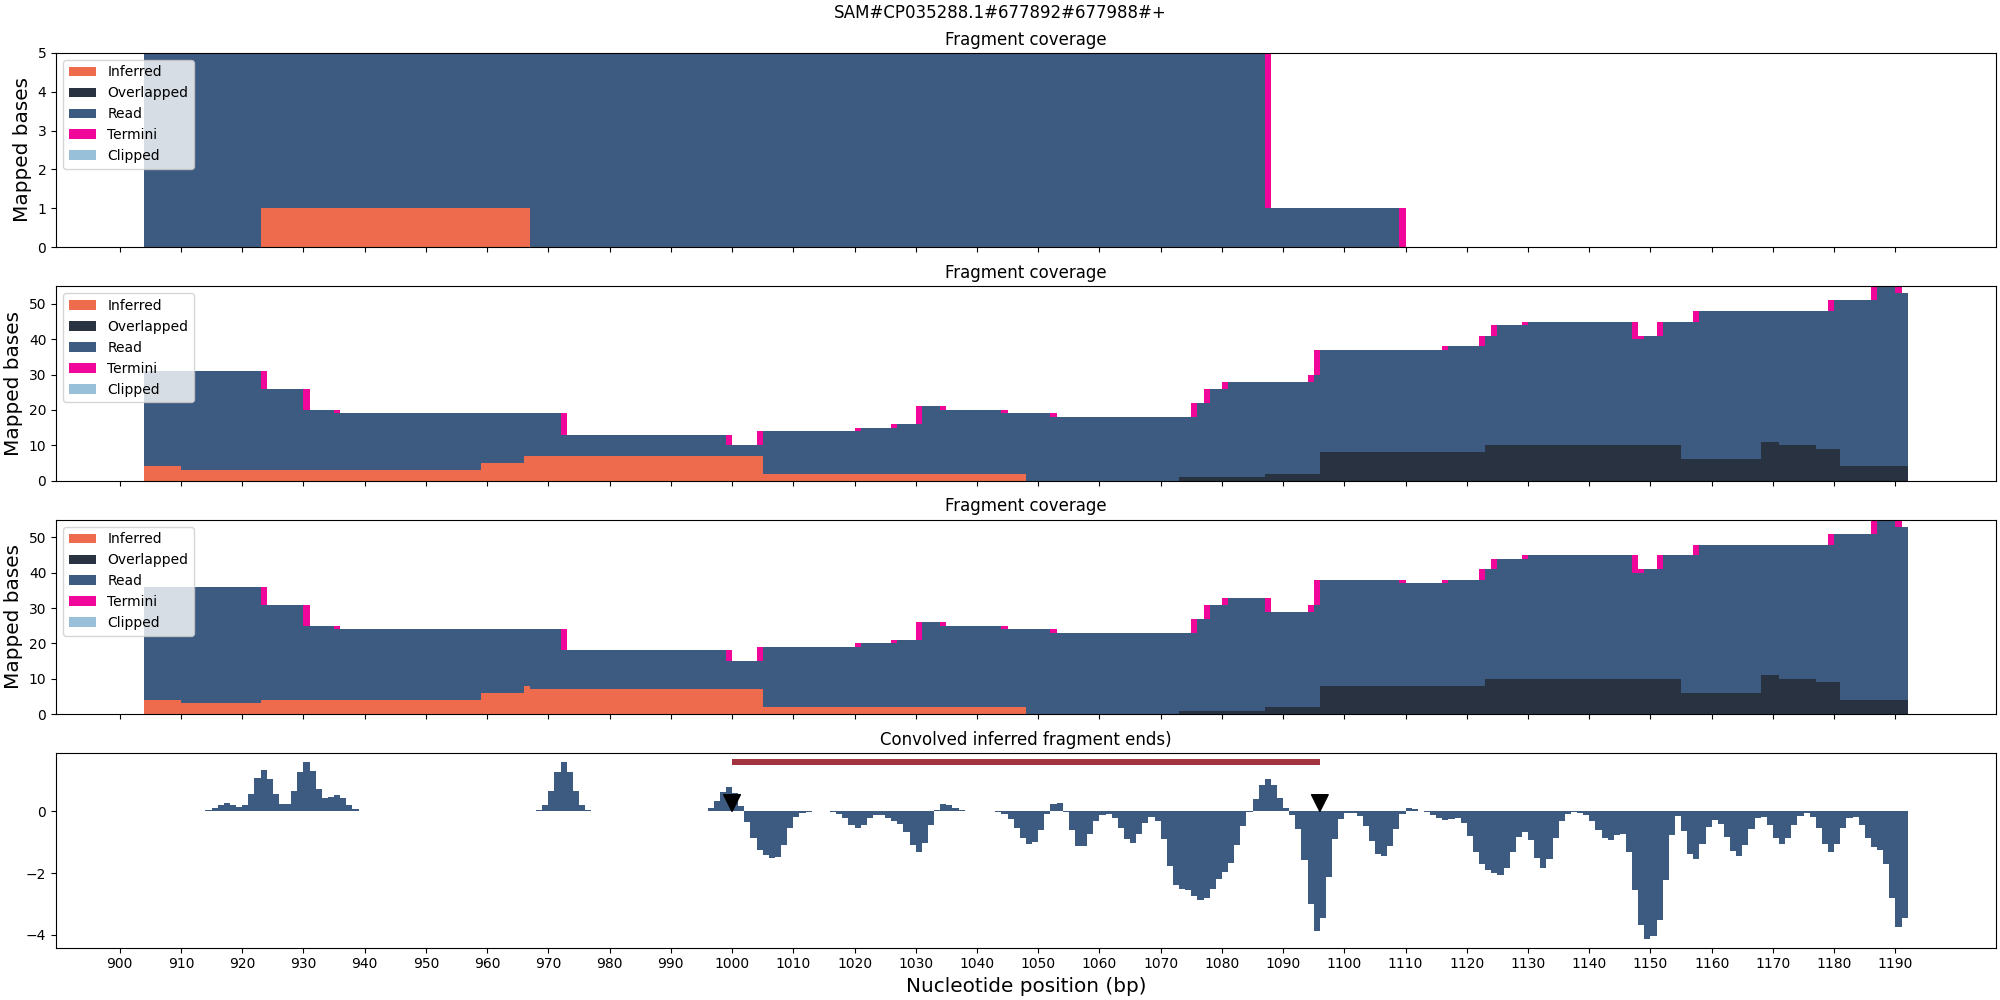 SAM#CP035288.1#677892#677988#+
Fragment coverage
Mapped bases
5
4
3
2
1
0
Inferred
Overlapped
Read
Termini
Clipped
Fragment coverage
Mapped bases
50
40
30
20
10
0
Inferred
Overlapped
Read
Termini
Clipped
Fragment coverage
Mapped bases
50
40
30
20
10
0
Inferred
Overlapped
Read
Termini
Clipped
Convolved inferred fragment ends)
0
−2
−4
900 910 920 930 940 950 960 970 980 990 1000 1010 1020 1030 1040 1050 1060 1070 1080 1090 1100 1110 1120 1130 1140 1150 1160 1170 1180 1190
Nucleotide position (bp)